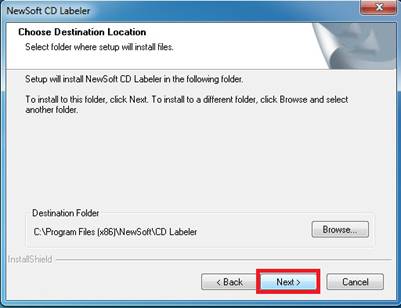 NewSoft CD Labeler
Choose Destination Location
Select folder where setup will install files.
Setup will install NewSoft CD Labeler in the following folder.
To install to this folder, click Next. To install to a different folder, click Browse and select
another folder.
Destination Folder
C:\Program Files (x86)\NewSoft\CD Labeler
Browse...
InstallShield
< Back
Next >
Cancel